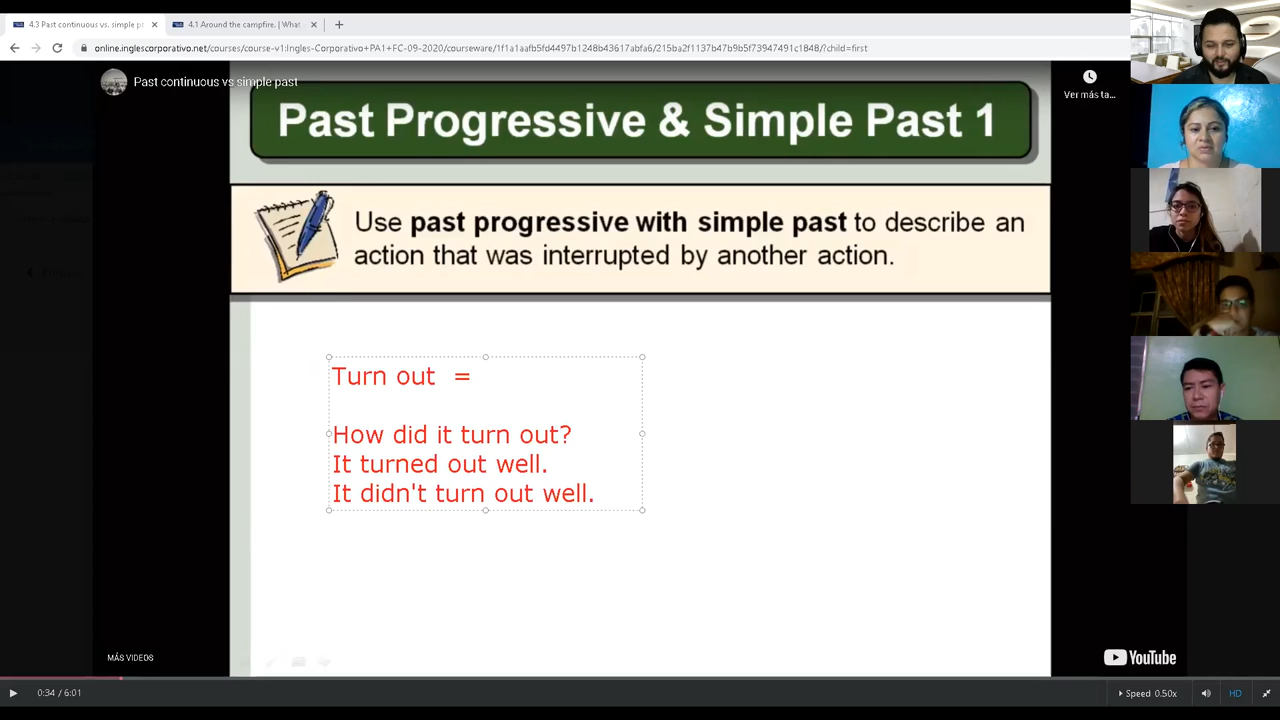 4.3 Past continuous vs. simple p
4.1 Around the campfire. | What
online.inglescorporativo.net/courses/course-v1:Ingles-Corporativo+PA1+FC-09-2020/courseware/1f1a1aafb5fd4497b1248b43617abfa6/215ba2f1137b47b9b5f73947491c1848/?child=first
Past continuous vs simple past
Ver más ta...
Past Progressive & Simple Past 1
Use past progressive with simple past to describe an
action that was interrupted by another action.
Turn out =
How did it turn out?
It turned out well.
It didn't turn out well.
MÁS VIDEOS
YouTube
0:34 / 6:01
Speed 0.50x
HD